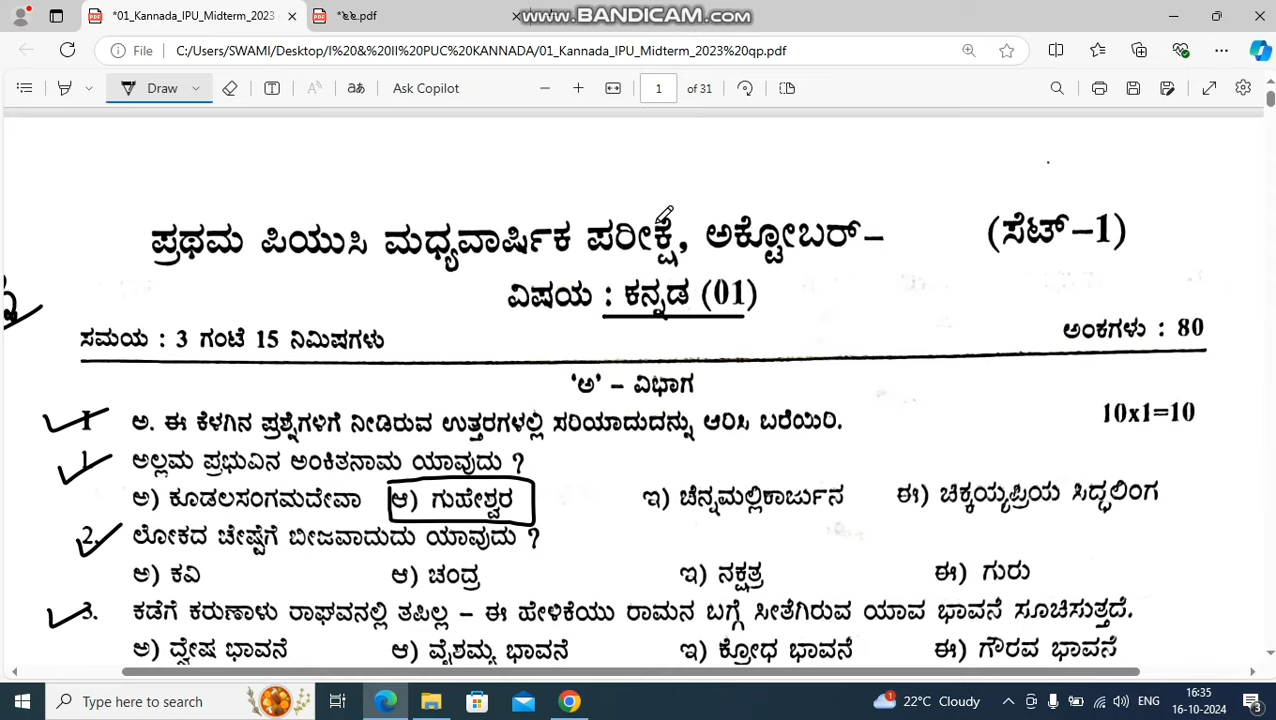 *01_Kannada_IPU_Midterm_2023
www.BANDICAM.com
File C:/Users/SWAMI/Desktop/I%20&%20II%20PUC%20KANNADA/01_Kannada_IPU_Midterm_2023%20qp.pdf
Draw Ask Copilot 1 of 31
ಪ್ರಥಮ ಪಿಯುಸಿ ಮಧ್ಯವಾರ್ಷಿಕ ಪರೀಕ್ಷೆ, ಅಕ್ಟೋಬರ್– (ಸೆಟ್–1)
ವಿಷಯ : ಕನ್ನಡ (01)
ಸಮಯ : 3 ಗಂಟೆ 15 ನಿಮಿಷಗಳು ಅಂಕಗಳು : 80
'ಅ' – ವಿಭಾಗ
I ಅ. ಈ ಕೆಳಗಿನ ಪ್ರಶ್ನೆಗಳಿಗೆ ನೀಡಿರುವ ಉತ್ತರಗಳಲ್ಲಿ ಸರಿಯಾದುದನ್ನು ಆರಿಸಿ ಬರೆಯಿರಿ. 10x1=10
1. ಅಲ್ಲಮ ಪ್ರಭುವಿನ ಅಂಕಿತನಾಮ ಯಾವುದು ?
ಅ) ಕೂಡಲಸಂಗಮದೇವಾ ಆ) ಗುಹೇಶ್ವರ ಇ) ಚೆನ್ನಮಲ್ಲಿಕಾರ್ಜುನ ಈ) ಚಿಕ್ಕಯ್ಯಪ್ರಿಯ ಸಿದ್ಧಲಿಂಗ
2. ಲೋಕದ ಚೇಷ್ಟೆಗೆ ಬೀಜವಾದುದು ಯಾವುದು ?
ಅ) ಕವಿ ಆ) ಚಂದ್ರ ಇ) ನಕ್ಷತ್ರ ಈ) ಗುರು
3. ಕಡೆಗೆ ಕರುಣಾಳು ರಾಘವನಲ್ಲಿ ತಪಿಲ್ಲ – ಈ ಹೇಳಿಕೆಯು ರಾಮನ ಬಗ್ಗೆ ಸೀತೆಗಿರುವ ಯಾವ ಭಾವನೆ ಸೂಚಿಸುತ್ತದೆ.
ಅ) ದ್ವೇಷ ಭಾವನೆ ಆ) ವೈಶಮ್ಯ ಭಾವನೆ ಇ) ಕ್ರೋಧ ಭಾವನೆ ಈ) ಗೌರವ ಭಾವನೆ
Type here to search 22°C Cloudy ENG 16:35
16-10-2024